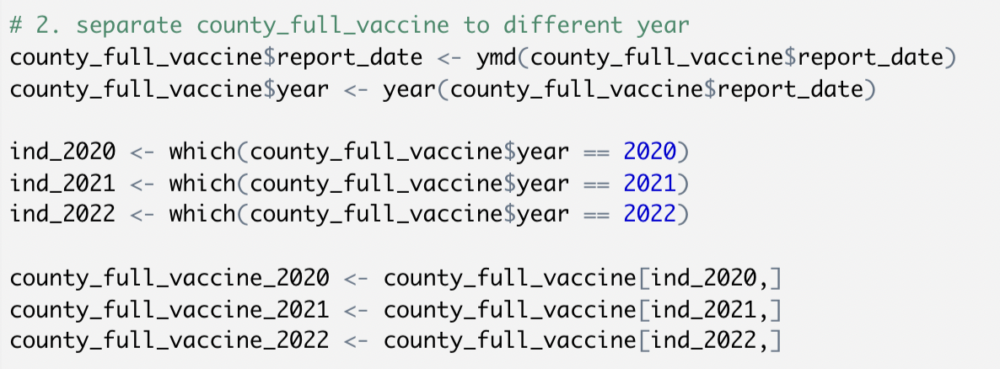 # 2. separate county_full_vaccine to different year
county_full_vaccine$report_date <- ymd(county_full_vaccine$report_date)
county_full_vaccine$year <- year(county_full_vaccine$report_date)
ind_2020 <- which(county_full_vaccine$year == 2020)
ind_2021 <- which(county_full_vaccine$year == 2021)
ind_2022 <- which(county_full_vaccine$year == 2022)
county_full_vaccine_2020 <- county_full_vaccine[ind_2020,]
county_full_vaccine_2021 <- county_full_vaccine[ind_2021,]
county_full_vaccine_2022 <- county_full_vaccine[ind_2022,]